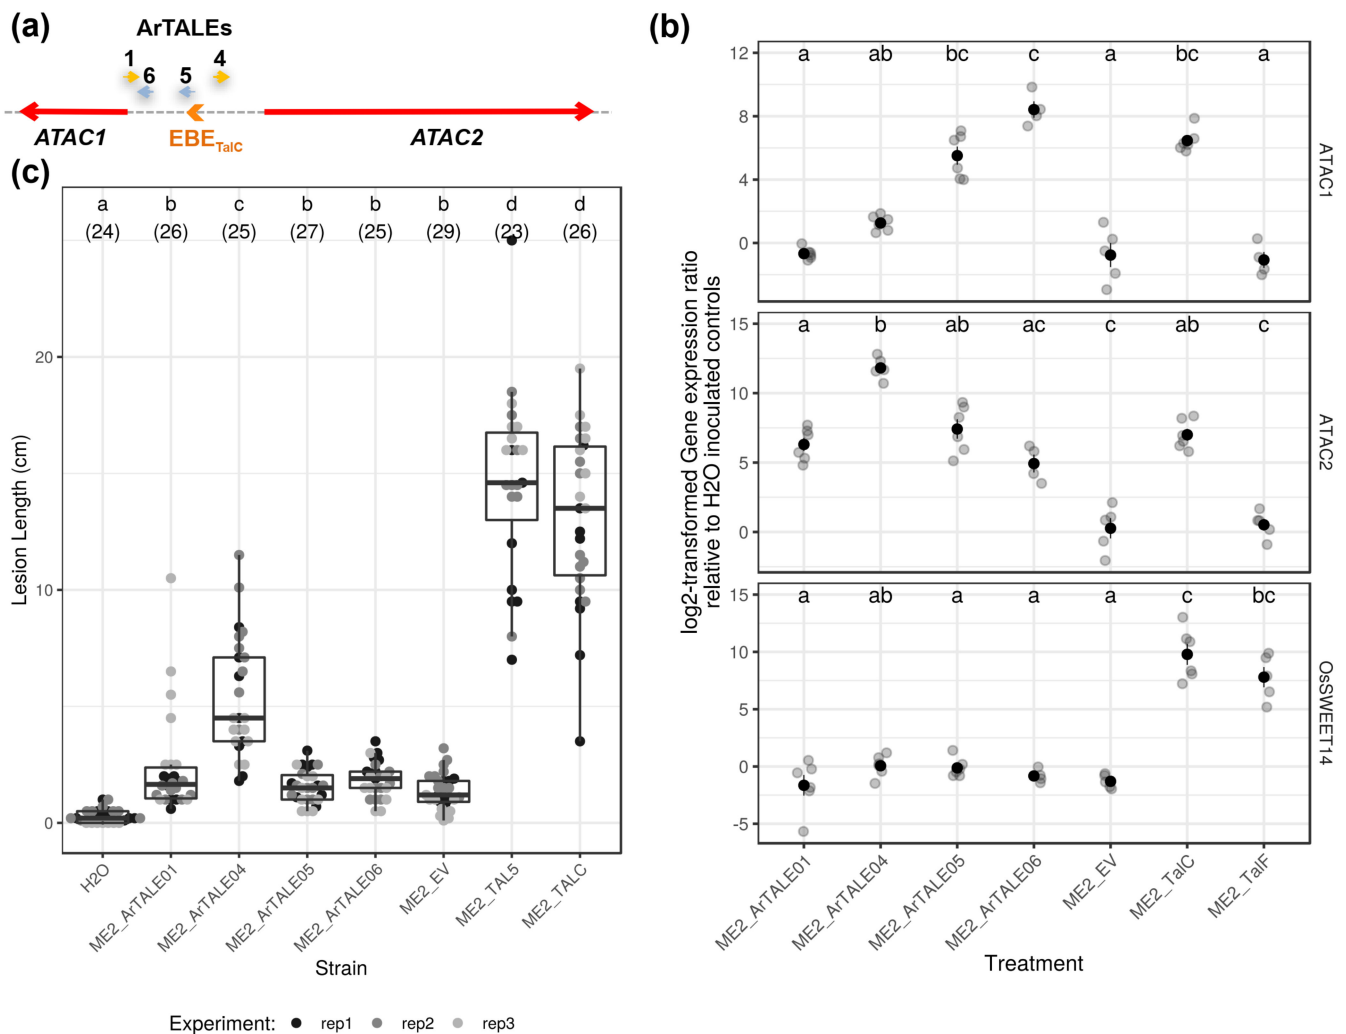 (a)
ArTALEs
1
6
5
4
ATAC1
EBETalC
ATAC2
(b)
log2-transformed Gene expression ratio
relative to H2O inoculated controls
12
8
4
0
a
ab
bc
c
a
bc
a
ATAC1
15
10
5
0
a
b
ab
ac
c
ab
c
ATAC2
15
10
5
0
-5
a
ab
a
a
a
c
bc
OsSWEET14
ME2_ArTALE01
ME2_ArTALE04
ME2_ArTALE05
ME2_ArTALE06
ME2_EV
ME2_TalC
ME2_TalF
Treatment
(c)
Lesion Length (cm)
20
10
0
a
b
c
b
b
b
d
d
(24)
(26)
(25)
(27)
(25)
(29)
(23)
(26)
H2O
ME2_ArTALE01
ME2_ArTALE04
ME2_ArTALE05
ME2_ArTALE06
ME2_EV
ME2_TAL5
ME2_TALC
Strain
Experiment: rep1 rep2 rep3